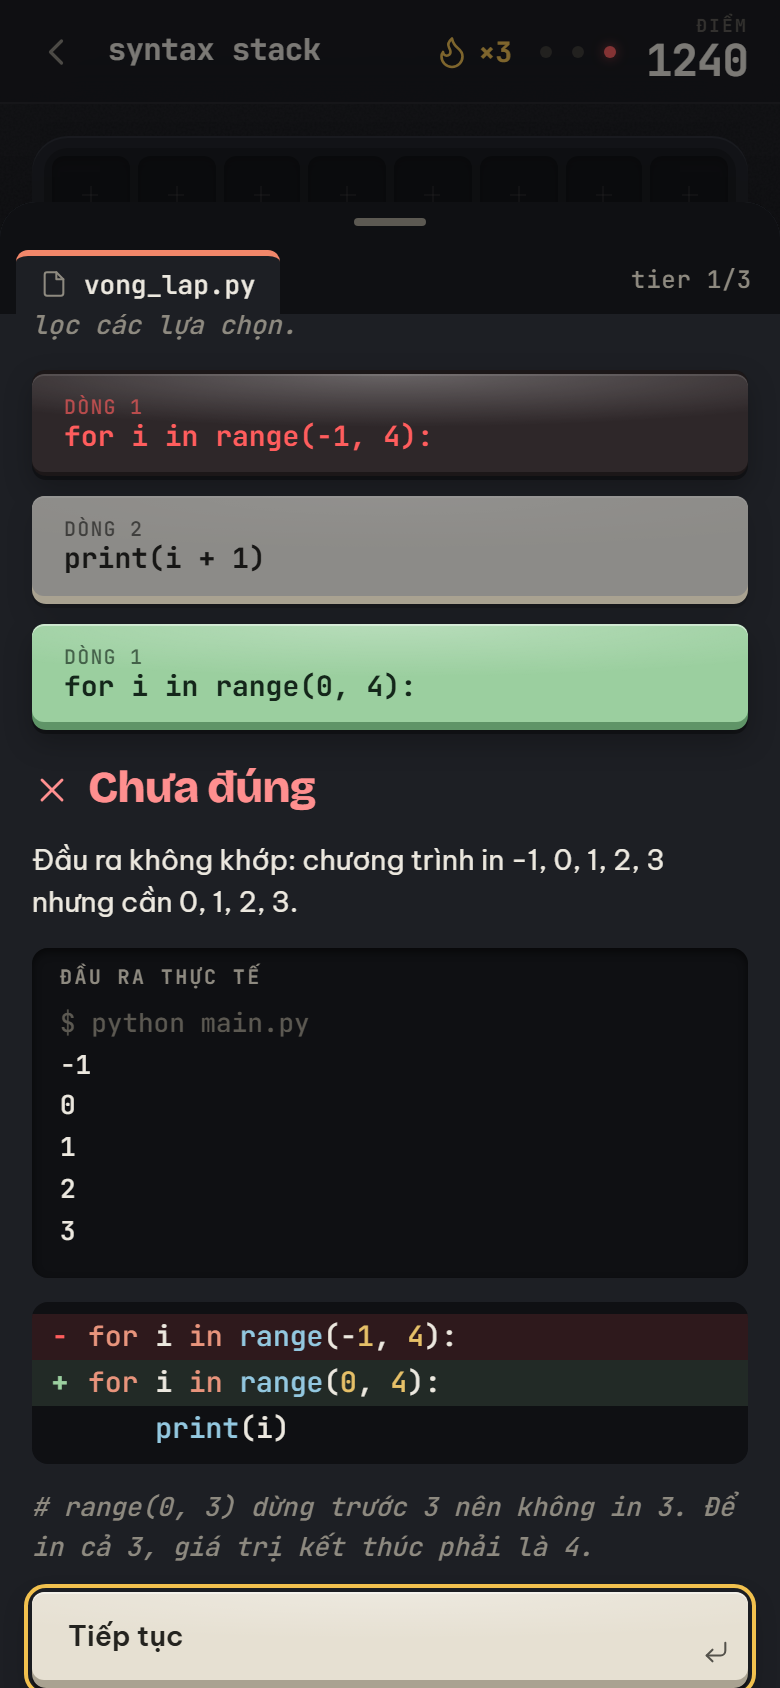 syntax stack
×3
ĐIỂM
1240
vong_lap.py
tier 1/3
lọc các lựa chọn.
DÒNG 1
for i in range(-1, 4):
DÒNG 2
print(i + 1)
DÒNG 1
for i in range(0, 4):
Chưa đúng
Đầu ra không khớp: chương trình in -1, 0, 1, 2, 3
nhưng cần 0, 1, 2, 3.
ĐẦU RA THỰC TẾ
$ python main.py
-1
0
1
2
3
- for i in range(-1, 4):
+ for i in range(0, 4):
print(i)
# range(0, 3) dừng trước 3 nên không in 3. Để
in cả 3, giá trị kết thúc phải là 4.
Tiếp tục